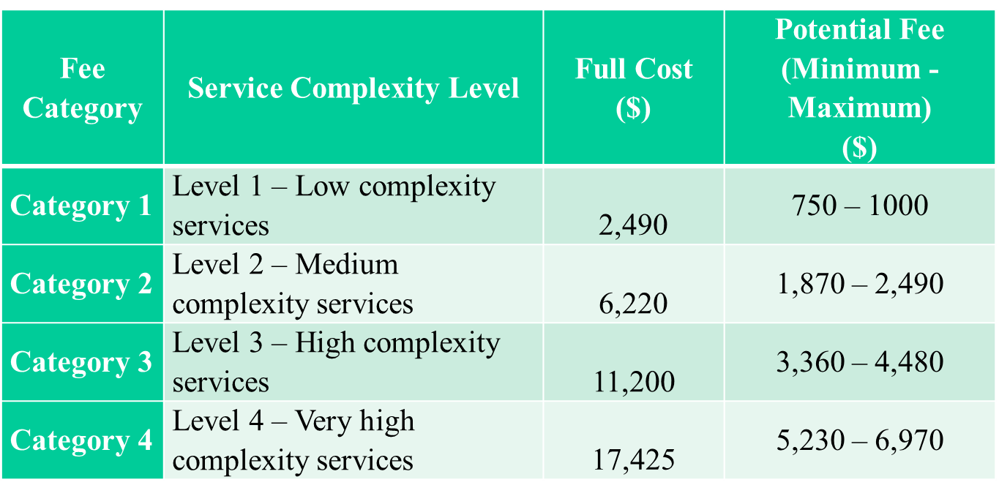 Fee
Category
Service Complexity Level
Full Cost
($)
Potential Fee
(Minimum -
Maximum)
($)
Category 1
Level 1 – Low complexity
services
2,490
750 – 1000
Category 2
Level 2 – Medium
complexity services
6,220
1,870 – 2,490
Category 3
Level 3 – High complexity
services
11,200
3,360 – 4,480
Category 4
Level 4 – Very high
complexity services
17,425
5,230 – 6,970